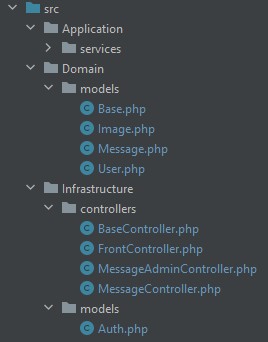 src
Application
services
Domain
models
Base.php
Image.php
Message.php
User.php
Infrastructure
controllers
BaseController.php
FrontController.php
MessageAdminController.php
MessageController.php
models
Auth.php